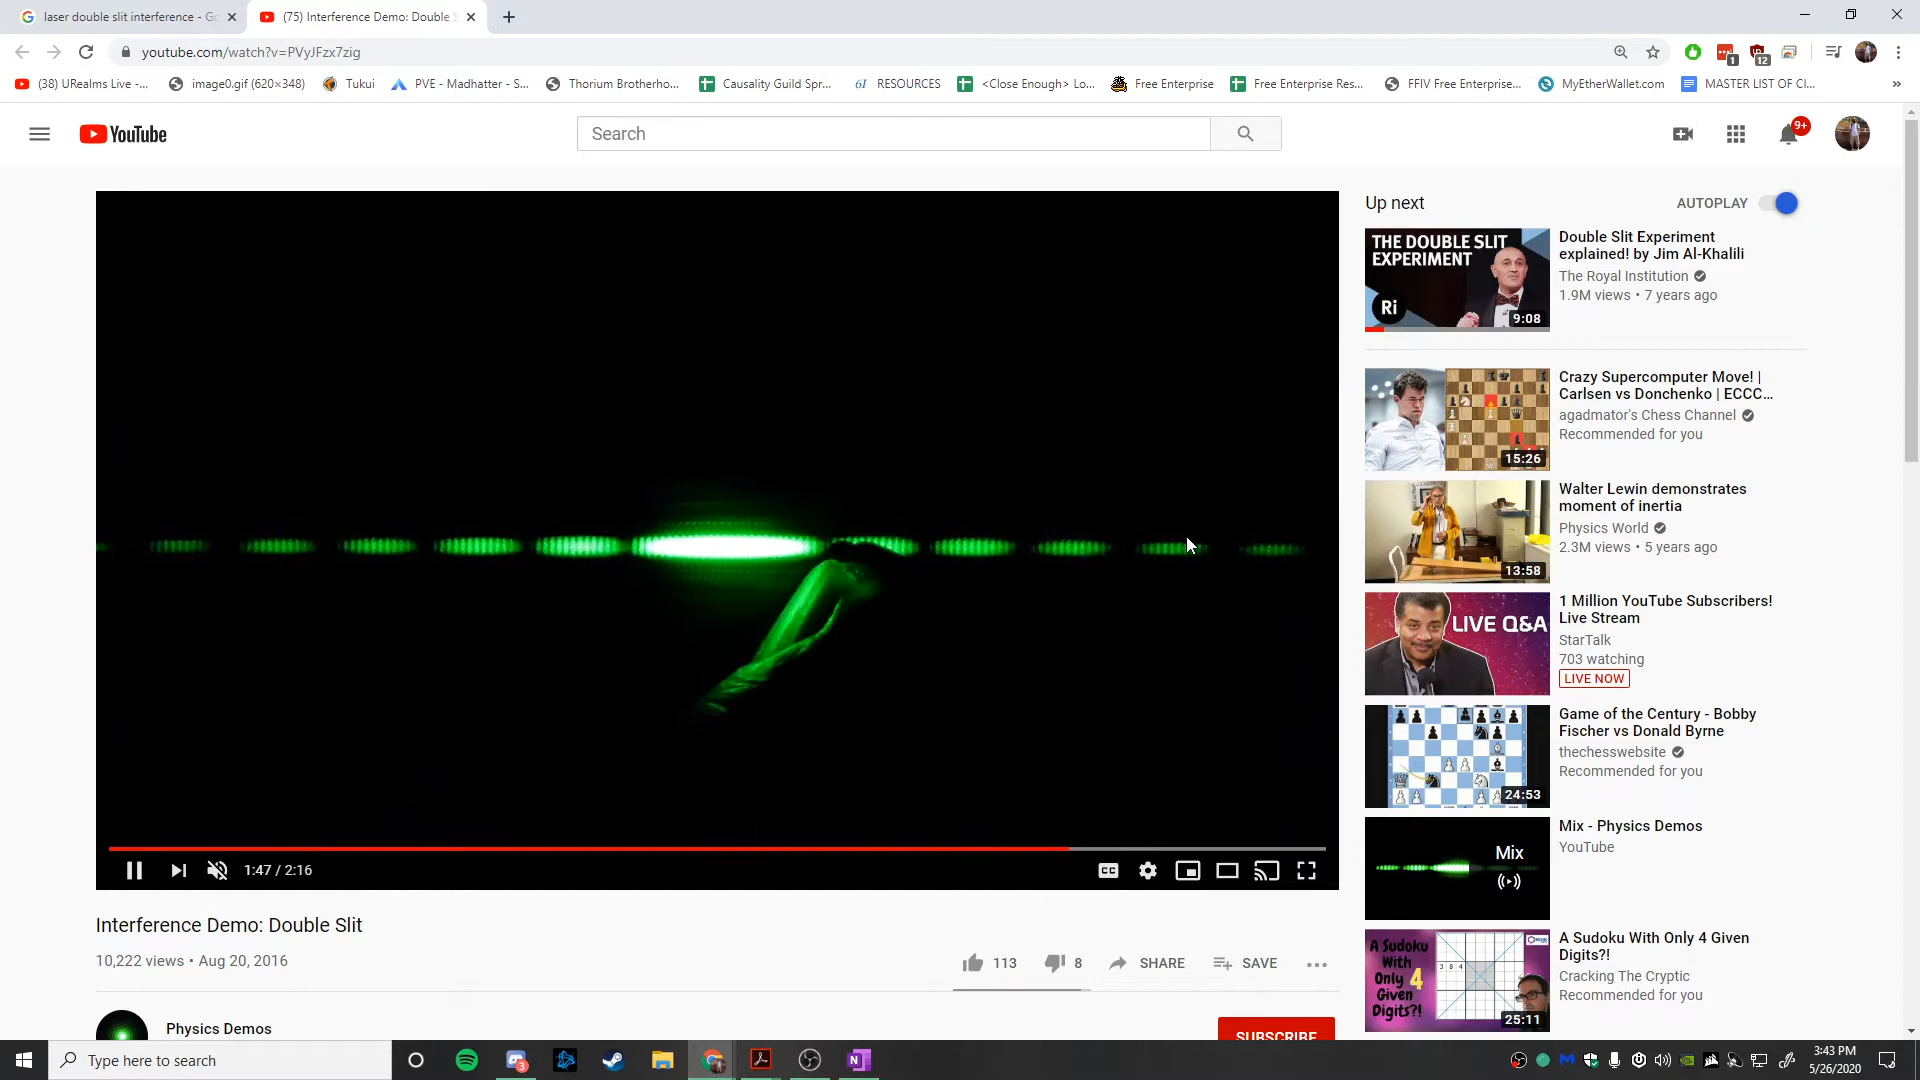 laser double slit interference - Go
(75) Interference Demo: Double S
youtube.com/watch?v=PVyJFzx7zig
1
12
(38) URealms Live -...
image0.gif (620×348)
Tukui
PVE - Madhatter - S...
Thorium Brotherho...
Causality Guild Spr...
RESOURCES
<Close Enough> Lo...
Free Enterprise
Free Enterprise Res...
FFIV Free Enterprise...
MyEtherWallet.com
MASTER LIST OF Cl...
YouTube
Search
9+
Up next
AUTOPLAY
THE DOUBLE SLIT
EXPERIMENT
Ri
9:08
Double Slit Experiment
explained! by Jim Al-Khalili
The Royal Institution
1.9M views • 7 years ago
15:26
Crazy Supercomputer Move! |
Carlsen vs Donchenko | ECCC...
agadmator's Chess Channel
Recommended for you
13:58
Walter Lewin demonstrates
moment of inertia
Physics World
2.3M views • 5 years ago
LIVE Q&A
1 Million YouTube Subscribers!
Live Stream
StarTalk
703 watching
LIVE NOW
24:53
Game of the Century - Bobby
Fischer vs Donald Byrne
thechesswebsite
Recommended for you
Mix
Mix - Physics Demos
YouTube
A Sudoku
With
Only 4
Given
Digits?!
3 8 4
25:11
A Sudoku With Only 4 Given
Digits?!
Cracking The Cryptic
Recommended for you
1:47 / 2:16
CC
Interference Demo: Double Slit
10,222 views • Aug 20, 2016
113
8
SHARE
SAVE
Physics Demos
SUBSCRIBE
Type here to search
3
3:43 PM
5/26/2020